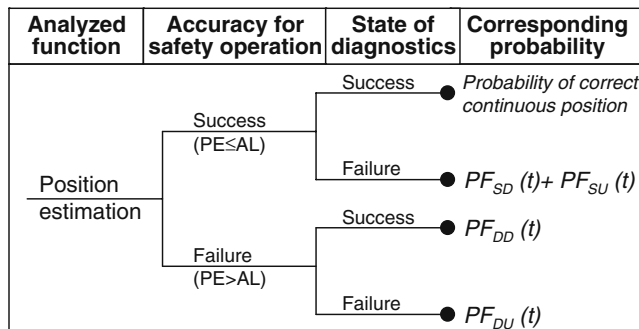 Analyzed function
Accuracy for safety operation
State of diagnostics
Corresponding probability
Success
Probability of correct
continuous position
Success
(PE≤AL)
Failure
PF_SD (t)+ PF_SU (t)
Position
estimation
Success
PF_DD (t)
Failure
(PE>AL)
Failure
PF_DU (t)